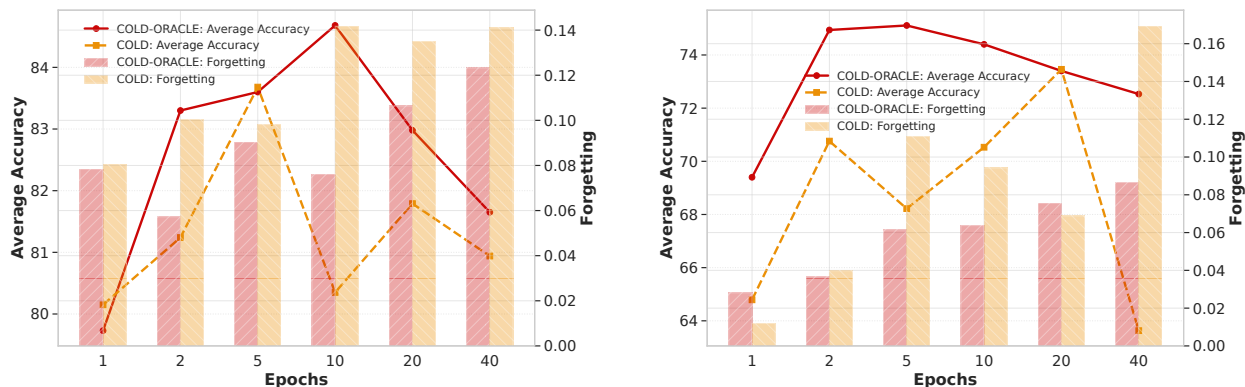 COLD-ORACLE: Average Accuracy
COLD: Average Accuracy
COLD-ORACLE: Forgetting
COLD: Forgetting
Average Accuracy
84
83
82
81
80
0.14
0.12
0.10
0.08
0.06
0.04
0.02
0.00
Forgetting
1 2 5 10 20 40
Epochs
COLD-ORACLE: Average Accuracy
COLD: Average Accuracy
COLD-ORACLE: Forgetting
COLD: Forgetting
Average Accuracy
75
72
70
68
66
64
0.16
0.14
0.12
0.10
0.08
0.06
0.04
0.02
0.00
Forgetting
1 2 5 10 20 40
Epochs